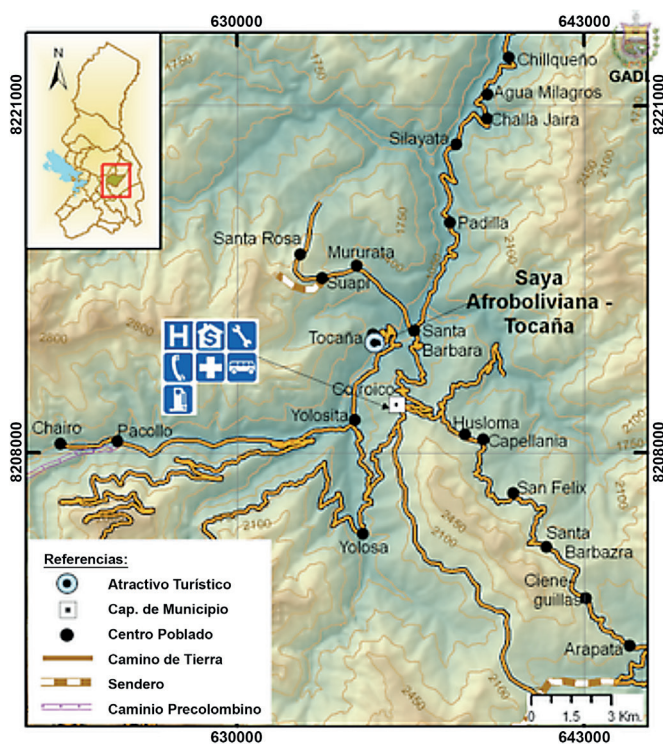 630000
643000
GADL
N
1750
1750
Chillqueño
8221000
Agua Milagros
8221000
Challa Jaira
Silayata
2450
2100
1750
Padilla
2100
Santa Rosa
Mururata
Suapi
Saya
Afroboliviana -
Tocaña
2800
2800
H
S
Tocaña
Santa
Barbara
Coroico
Yolosita
Husloma
Chairo
Pacollo
Capellania
1750
8208000
8208000
San Felix
2100
2450
2100
Santa
Barbazra
Yolosa
Referencias:
Atractivo Turístico
Cap. de Municipio
Centro Poblado
Camino de Tierra
Sendero
Caminio Precolombino
Ciene-
guillas
Arapata
2100
2450
0 1.5 3 Km.
630000
643000